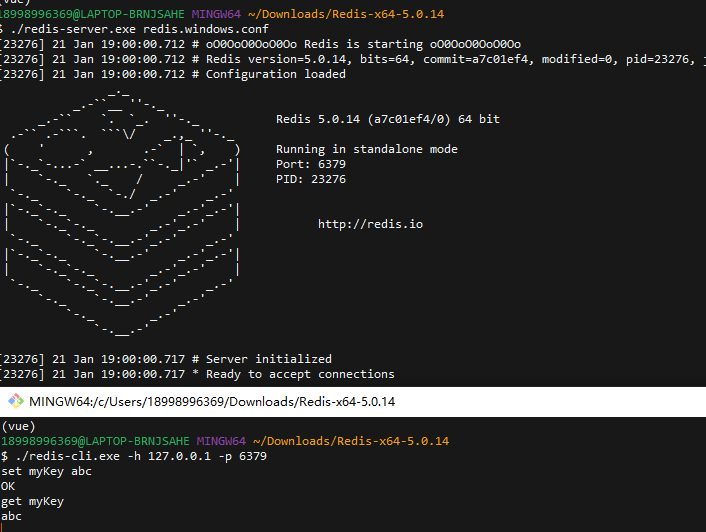 (vue)
18998996369@LAPTOP-BRNJSAHE MINGW64 ~/Downloads/Redis-x64-5.0.14
$ ./redis-server.exe redis.windows.conf
[23276] 21 Jan 19:00:00.712 # oO0OoO0OoO0Oo Redis is starting oO0OoO0OoO0Oo
[23276] 21 Jan 19:00:00.712 # Redis version=5.0.14, bits=64, commit=a7c01ef4, modified=0, pid=23276,
[23276] 21 Jan 19:00:00.712 # Configuration loaded
Redis 5.0.14 (a7c01ef4/0) 64 bit
Running in standalone mode
Port: 6379
PID: 23276
http://redis.io
[23276] 21 Jan 19:00:00.717 # Server initialized
[23276] 21 Jan 19:00:00.717 * Ready to accept connections
MINGW64:/c/Users/18998996369/Downloads/Redis-x64-5.0.14
(vue)
18998996369@LAPTOP-BRNJSAHE MINGW64 ~/Downloads/Redis-x64-5.0.14
$ ./redis-cli.exe -h 127.0.0.1 -p 6379
set myKey abc
OK
get myKey
abc